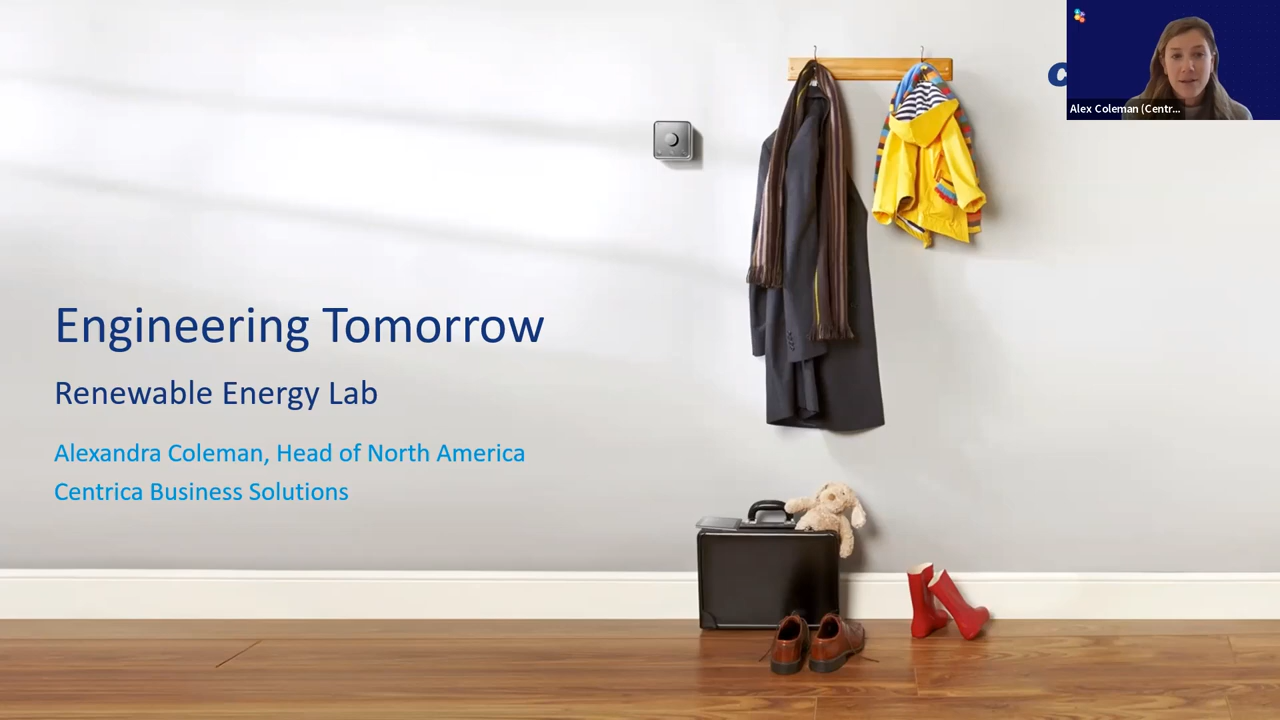 Engineering Tomorrow
Renewable Energy Lab
Alexandra Coleman, Head of North America
Centrica Business Solutions
c
Alex Coleman (Centr...